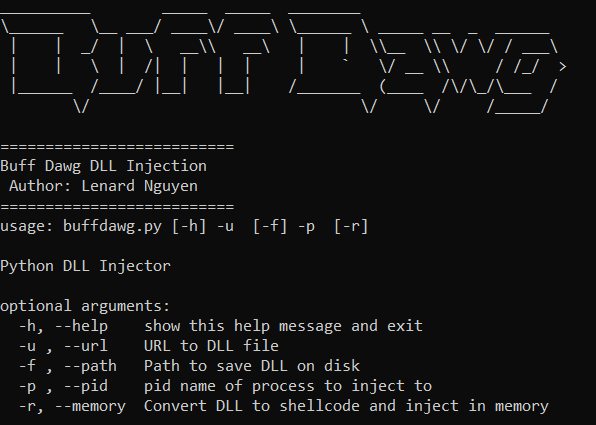 Buff Dawg
==========================
Buff Dawg DLL Injection
 Author: Lenard Nguyen
==========================
usage: buffdawg.py [-h] -u  [-f] -p  [-r]
Python DLL Injector
optional arguments:
  -h, --help    show this help message and exit
  -u , --url    URL to DLL file
  -f , --path   Path to save DLL on disk
  -p , --pid    pid name of process to inject to
  -r, --memory  Convert DLL to shellcode and inject in memory